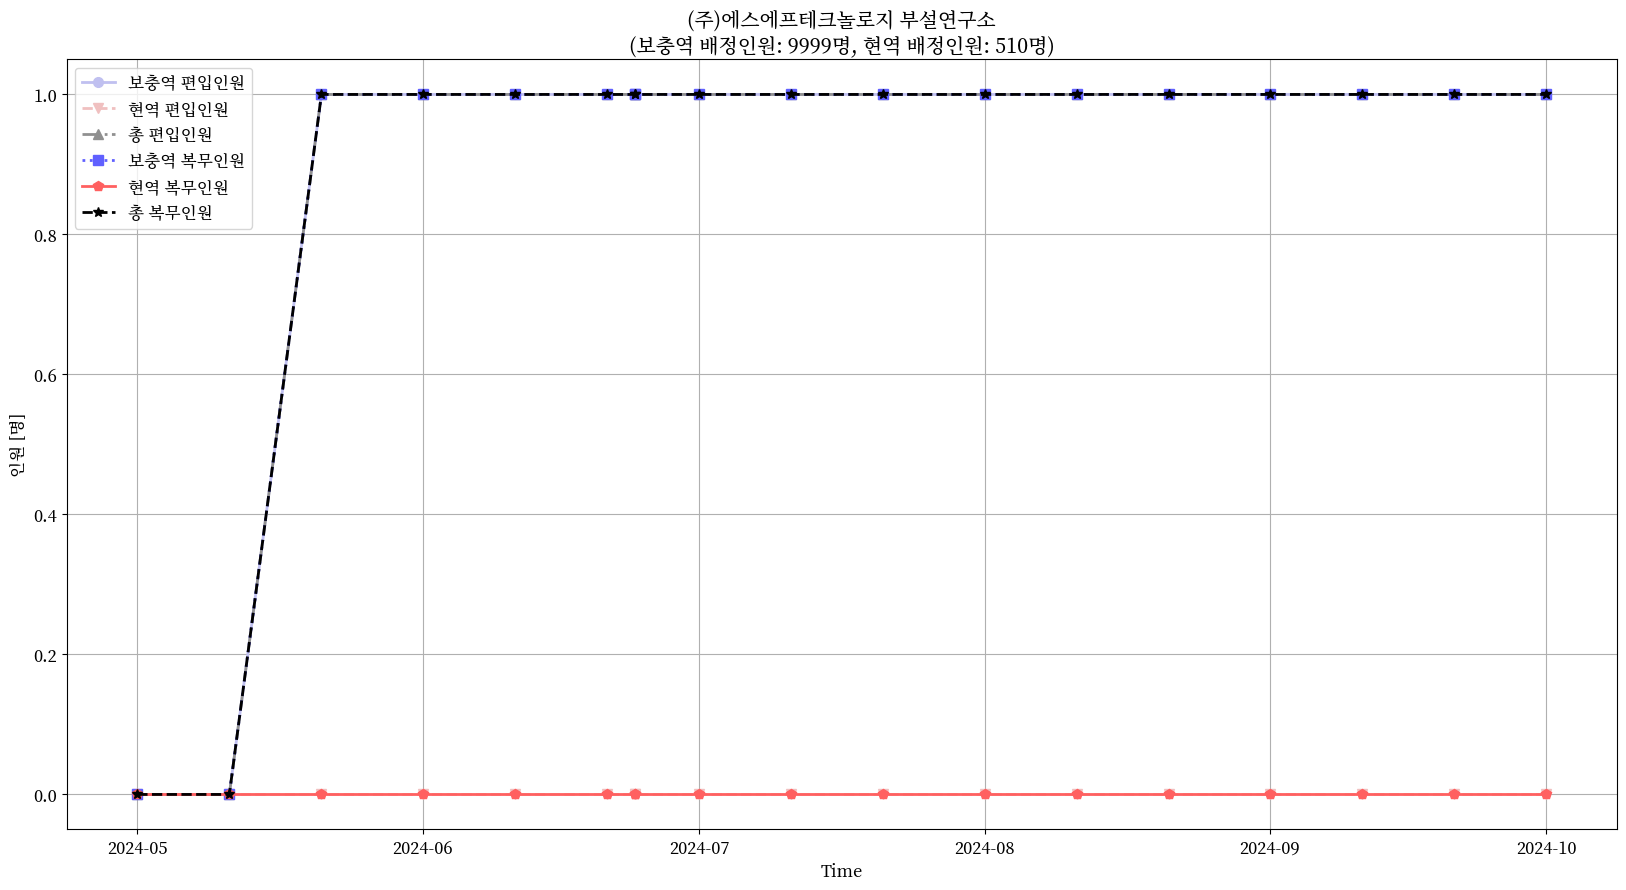 (주)에스에프테크놀로지 부설연구소
(보충역 배정인원: 9999명, 현역 배정인원: 510명)
보충역 편입인원
현역 편입인원
총 편입인원
보충역 복무인원
현역 복무인원
총 복무인원
1.0
0.8
0.6
0.4
0.2
0.0
인원 [명]
2024-05
2024-06
2024-07
2024-08
2024-09
2024-10
Time